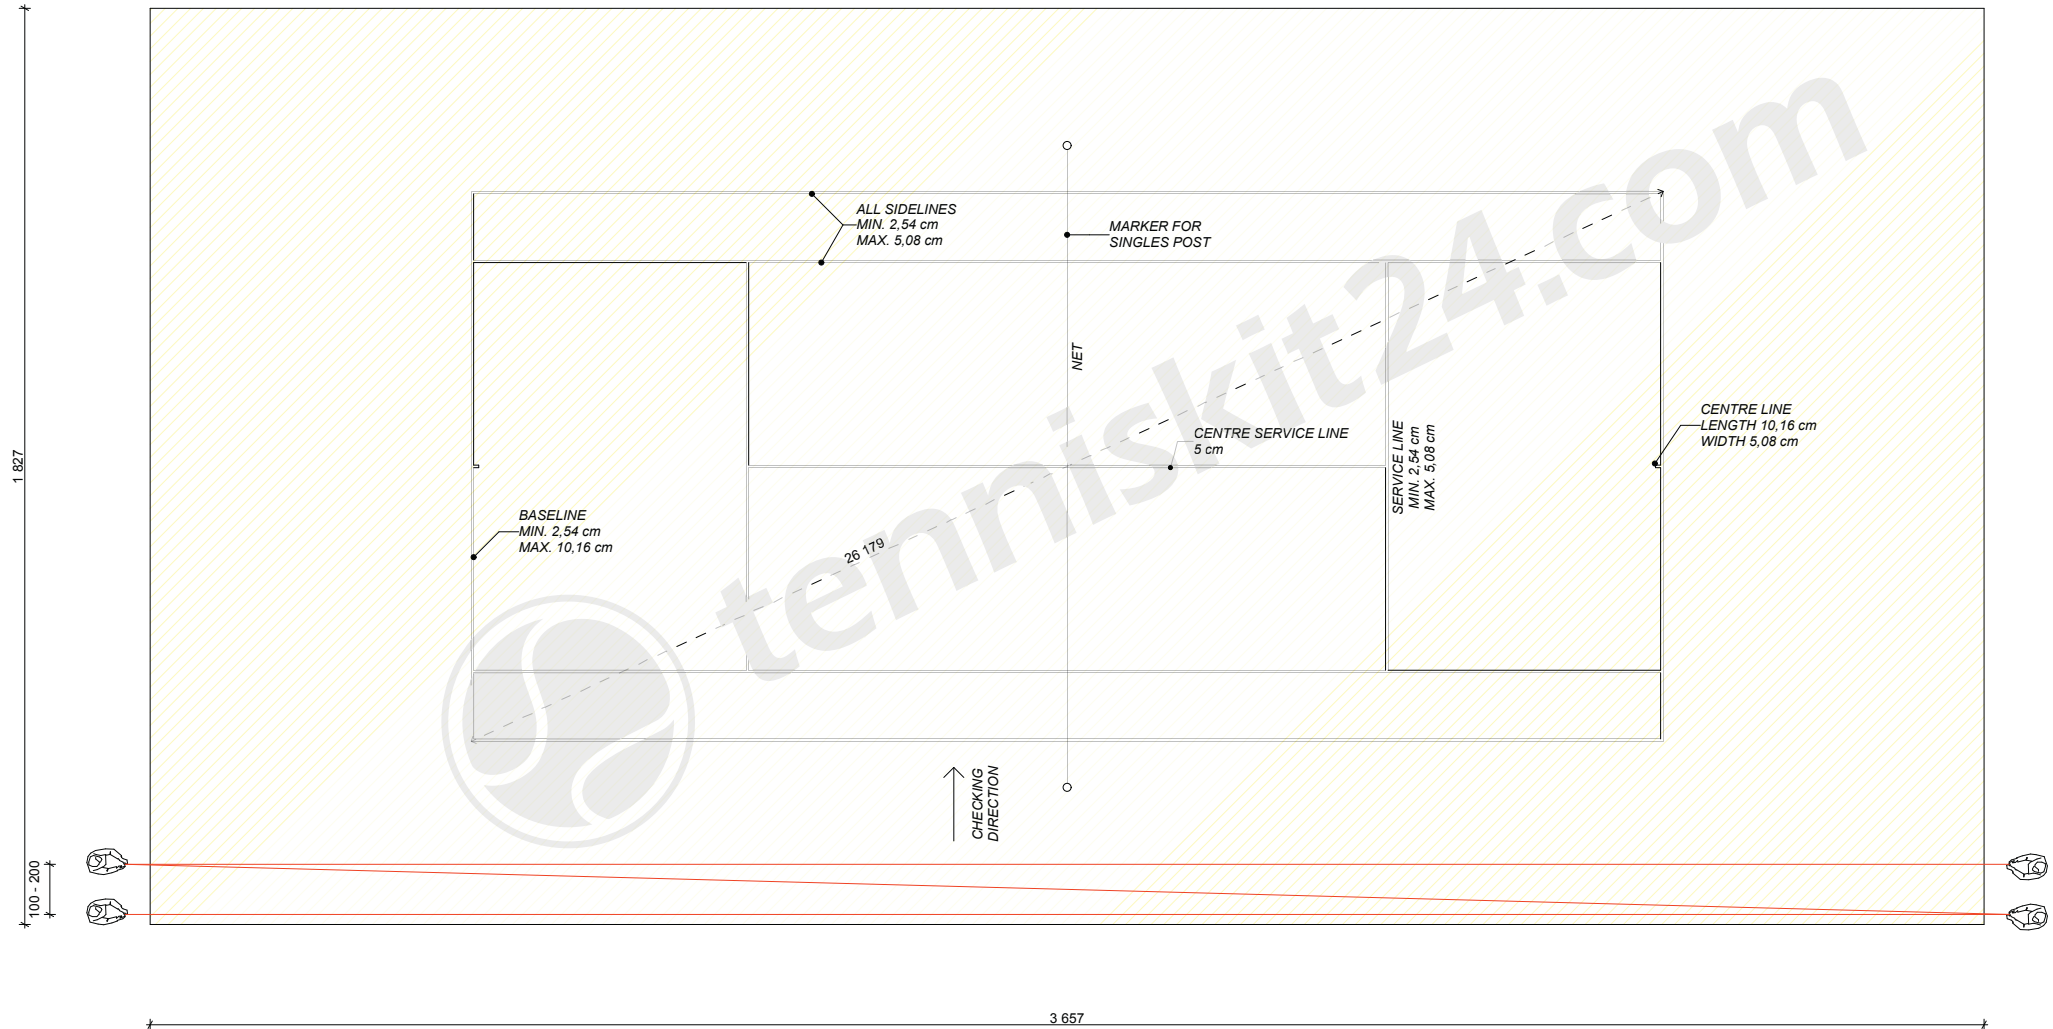 ALL SIDELINES
MIN. 2,54 cm
MAX. 5,08 cm
MARKER FOR
SINGLES POST
NET
CENTRE SERVICE LINE
5 cm
SERVICE LINE
MIN. 2,54 cm
MAX. 5,08 cm
CENTRE LINE
LENGTH 10,16 cm
WIDTH 5,08 cm
BASELINE
MIN. 2,54 cm
MAX. 10,16 cm
26 179
tenniskit24.com
CHECKING
DIRECTION
1 827
100 - 200
3 657